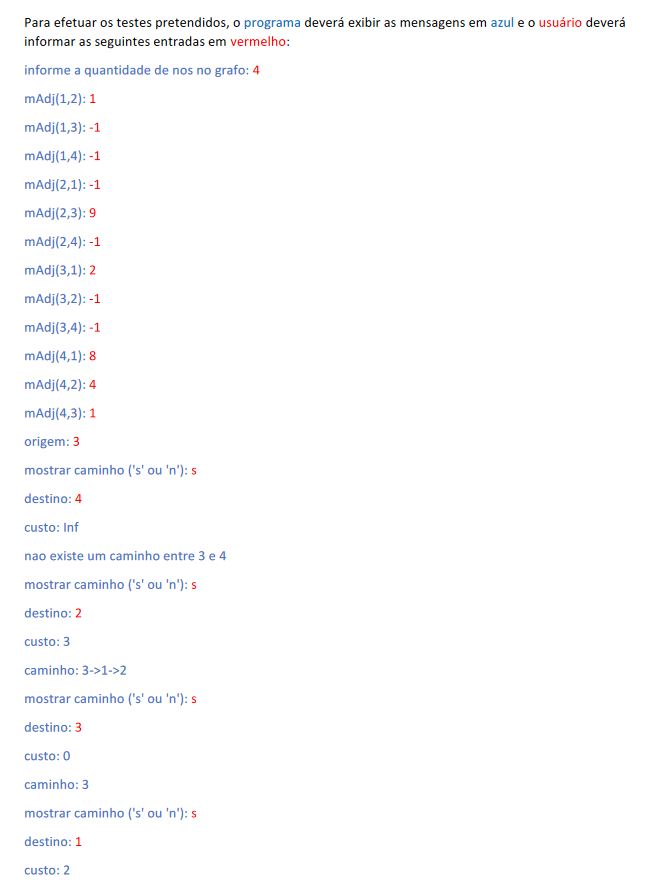 Para efetuar os testes pretendidos, o programa deverá exibir as mensagens em azul e o usuário deverá
informar as seguintes entradas em vermelho:
informe a quantidade de nos no grafo: 4
mAdj(1,2): 1
mAdj(1,3): -1
mAdj(1,4): -1
mAdj(2,1): -1
mAdj(2,3): 9
mAdj(2,4): -1
mAdj(3,1): 2
mAdj(3,2): -1
mAdj(3,4): -1
mAdj(4,1): 8
mAdj(4,2): 4
mAdj(4,3): 1
origem: 3
mostrar caminho ('s' ou 'n'): s
destino: 4
custo: Inf
nao existe um caminho entre 3 e 4
mostrar caminho ('s' ou 'n'): s
destino: 2
custo: 3
caminho: 3->1->2
mostrar caminho ('s' ou 'n'): s
destino: 3
custo: 0
caminho: 3
mostrar caminho ('s' ou 'n'): s
destino: 1
custo: 2